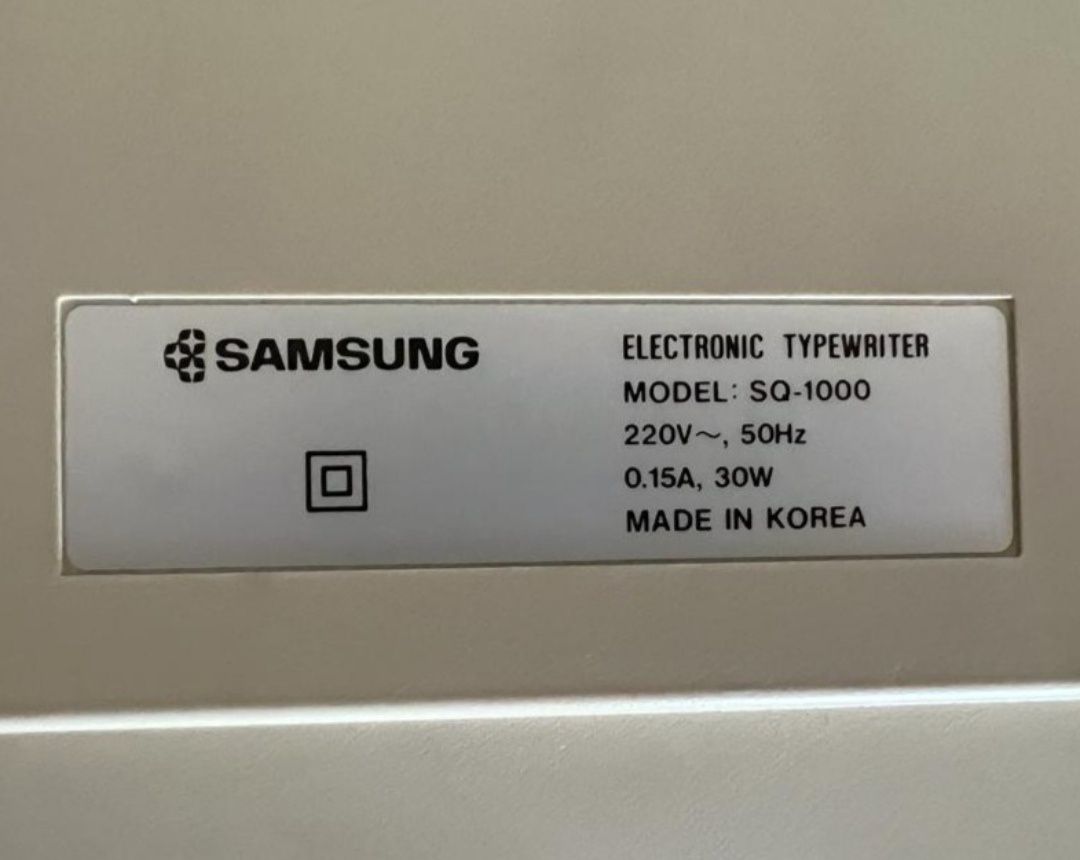 SAMSUNG
ELECTRONIC TYPEWRITER
MODEL: SQ-1000
220V～, 50Hz
0.15A, 30W
MADE IN KOREA